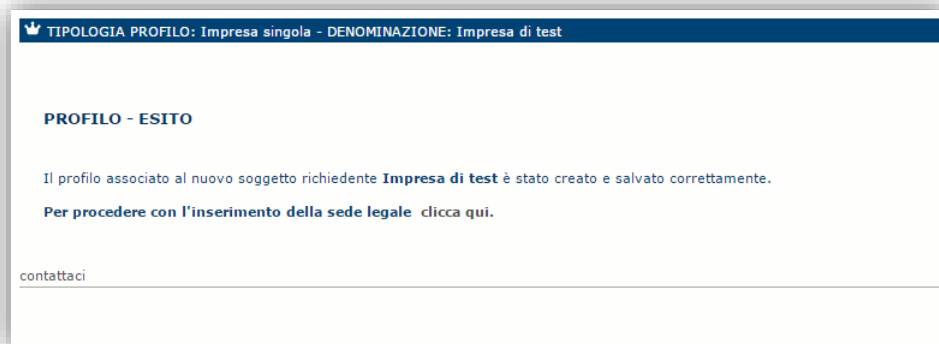 TIPOLOGIA PROFILO: Impresa singola - DENOMINAZIONE: Impresa di test
PROFILO - ESITO
Il profilo associato al nuovo soggetto richiedente Impresa di test è stato creato e salvato correttamente.
Per procedere con l'inserimento della sede legale clicca qui.
contattaci